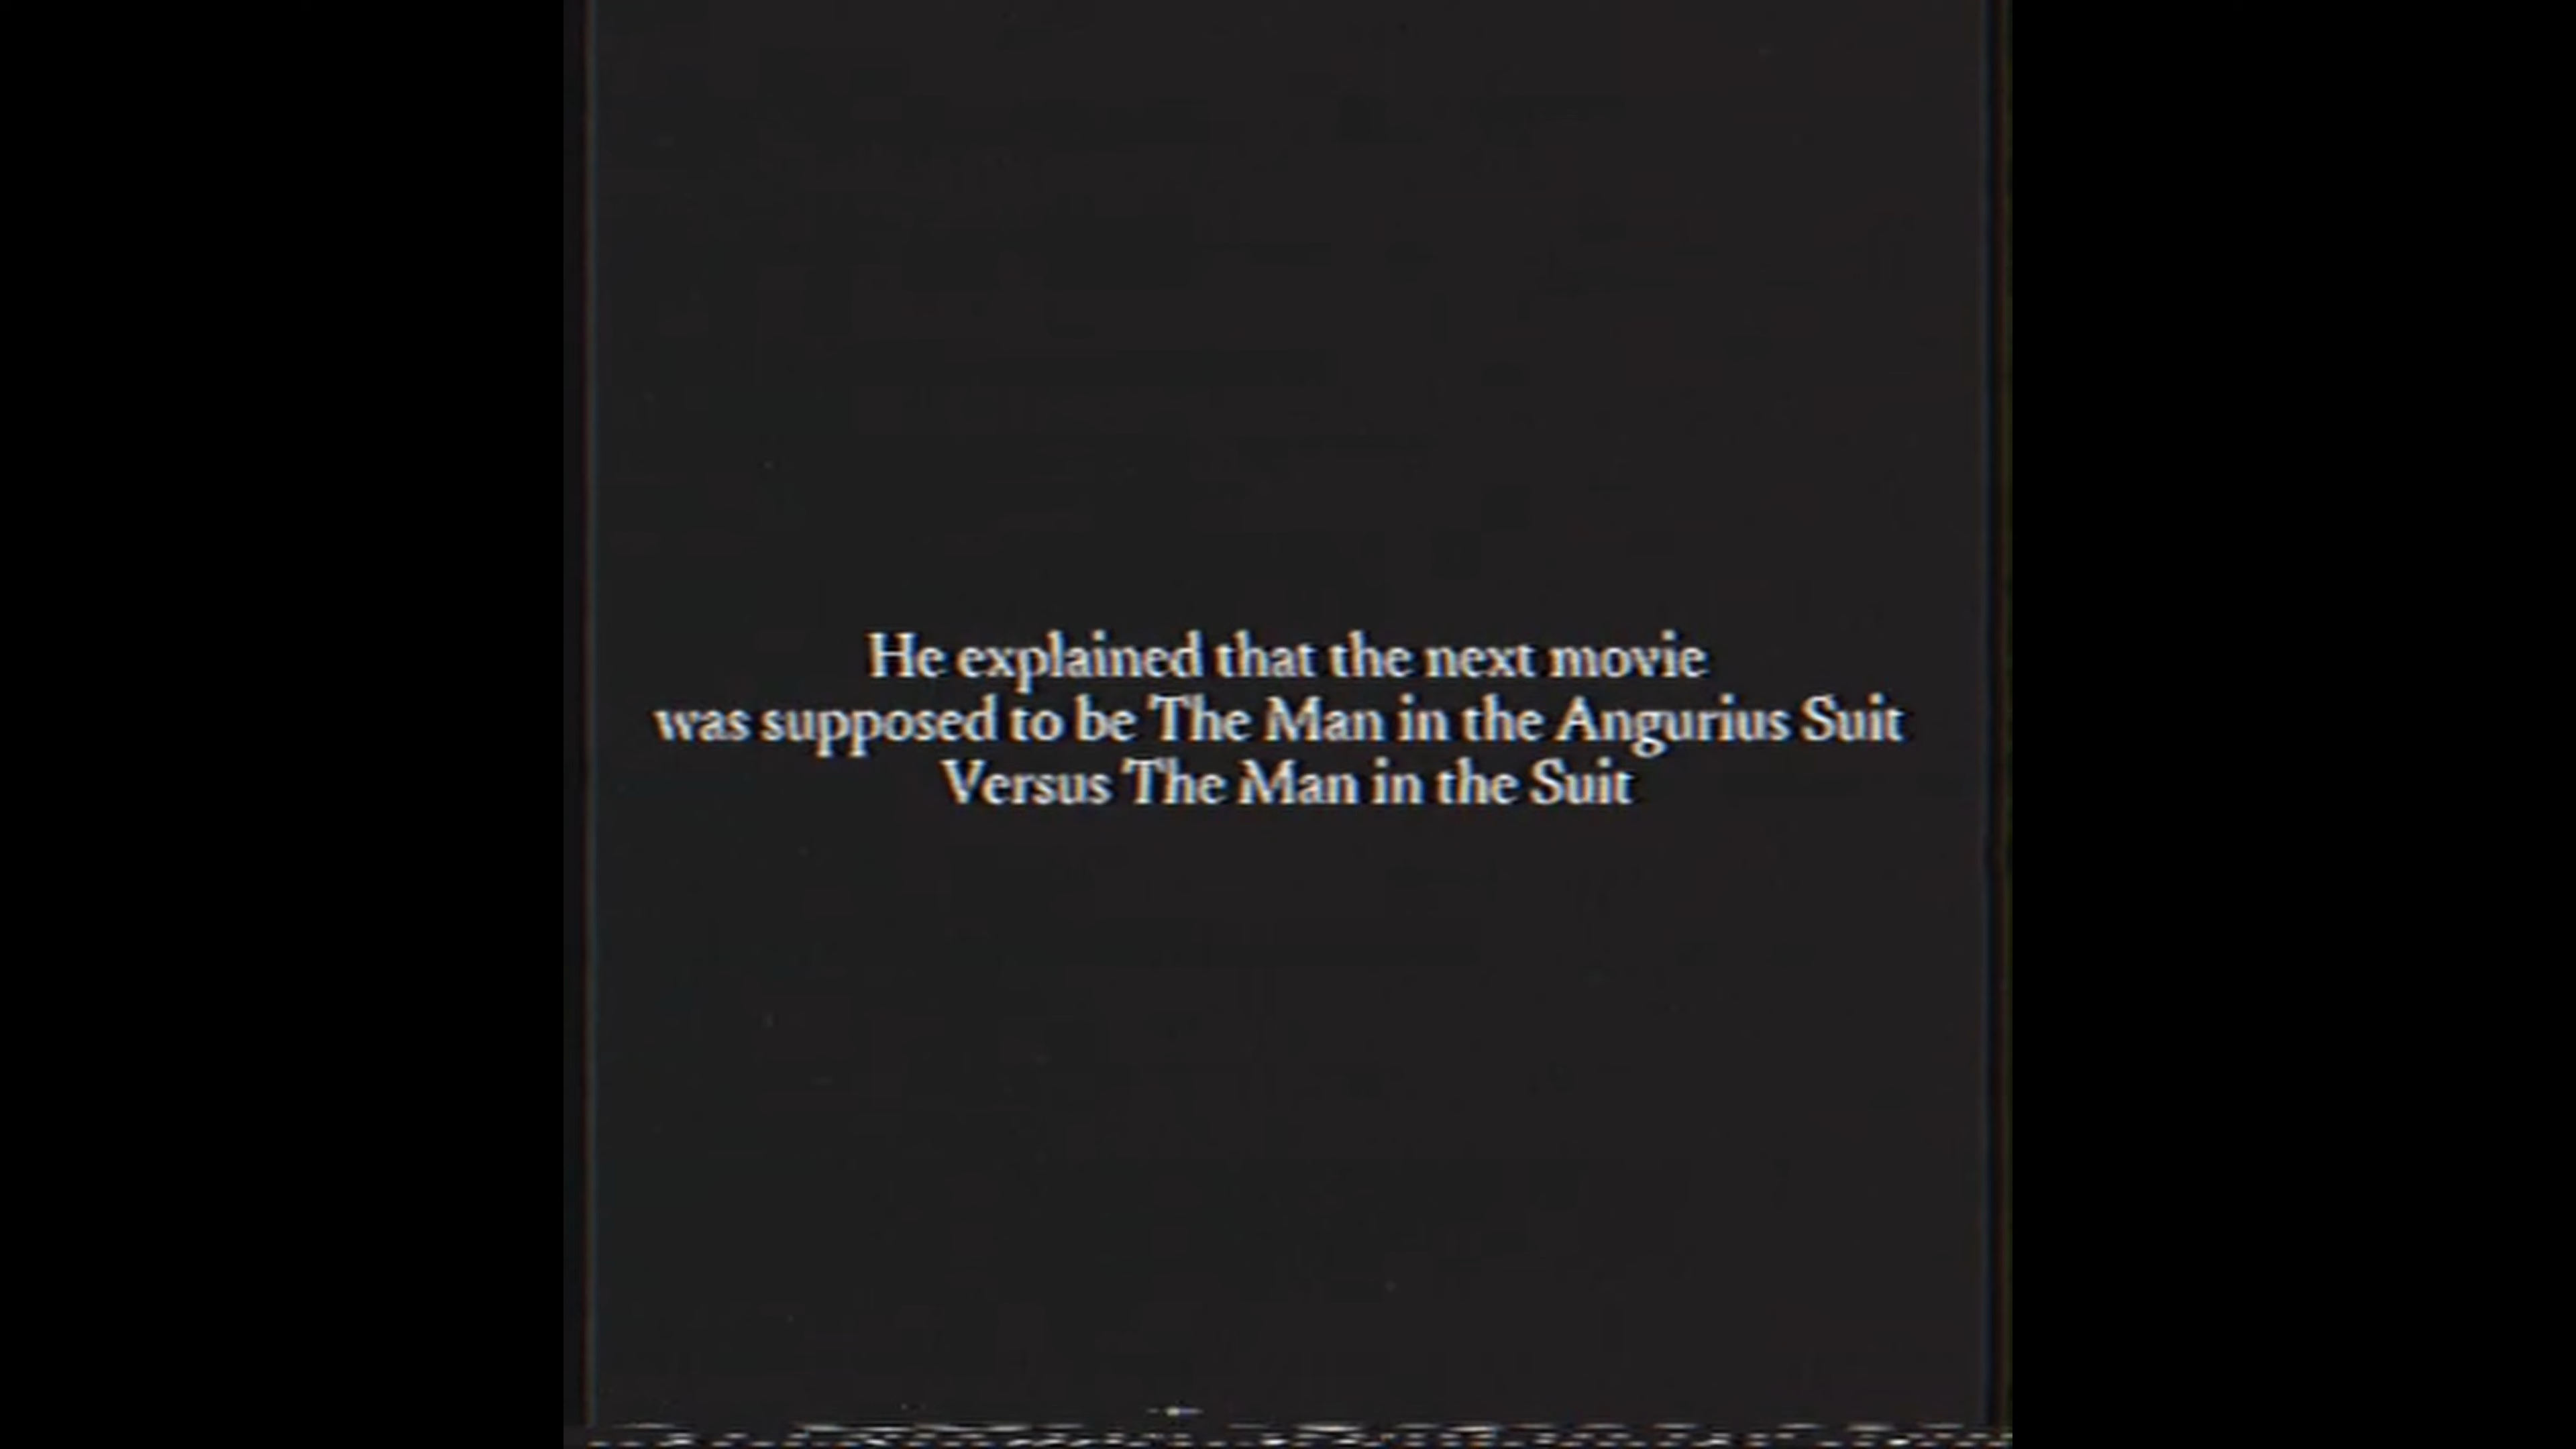 He explained that the next movie
was supposed to be The Man in the Angurius Suit
Versus The Man in the Suit